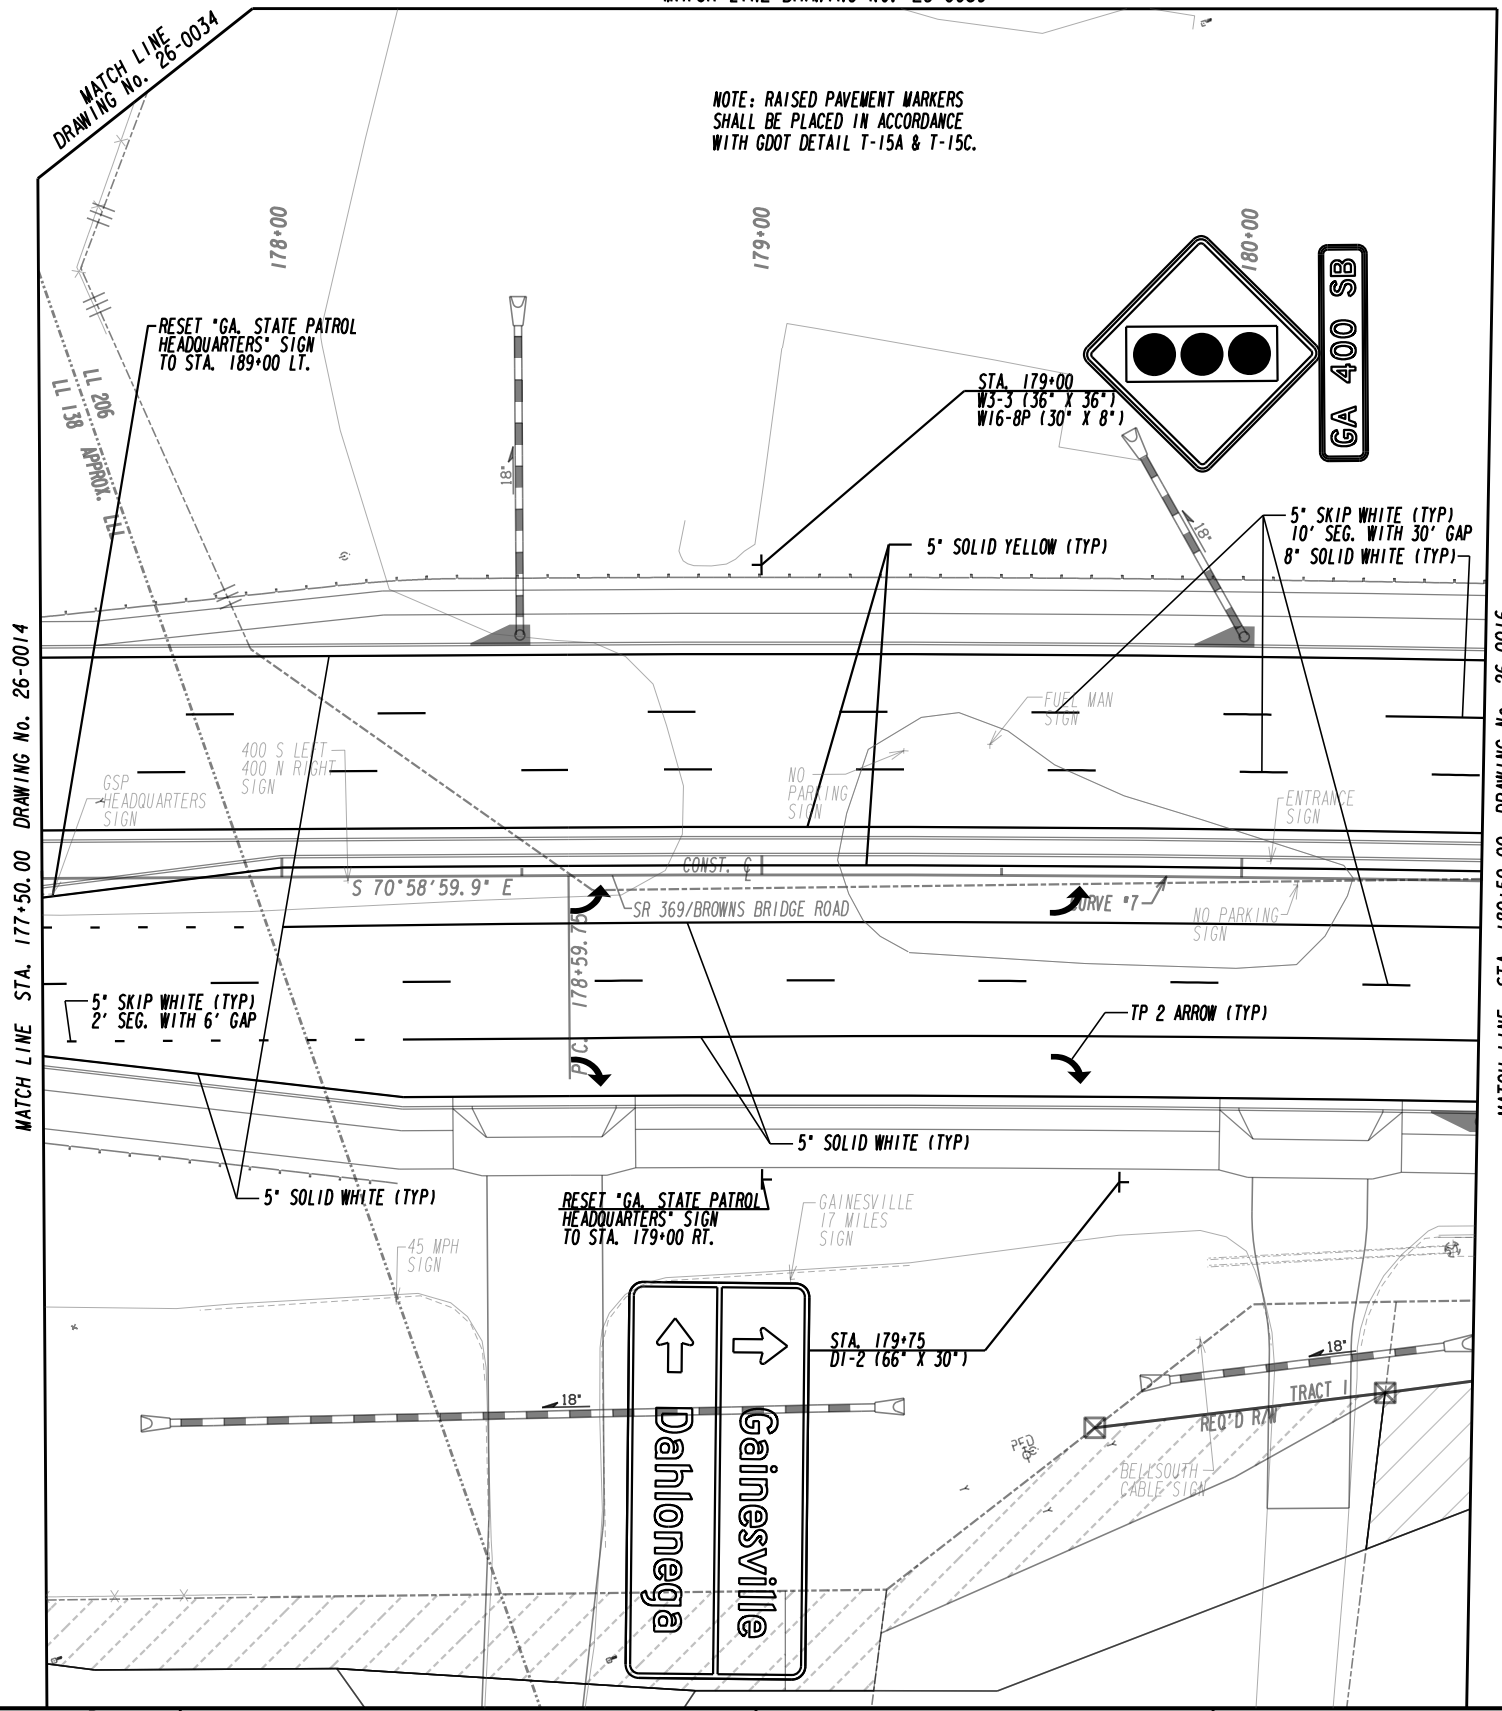 MATCH LINE
DRAWING No. 26-0034
NOTE: RAISED PAVEMENT MARKERS
SHALL BE PLACED IN ACCORDANCE
WITH GDOT DETAIL T-15A & T-15C.
178+00
179+00
180+00
GA 400 SB
RESET "GA. STATE PATROL
HEADQUARTERS" SIGN
TO STA. 189+00 LT.
LL 206
LL 138
APPROX. LLL
STA. 179+00
W3-3 (36" X 36")
W16-8P (30" X 8")
18"
18"
5" SKIP WHITE (TYP)
10' SEG. WITH 30' GAP
8" SOLID WHITE (TYP)
5" SOLID YELLOW (TYP)
MATCH LINE STA. 177+50.00 DRAWING No. 26-0014
FUEL MAN
SIGN
400 S LEFT
400 N RIGHT
SIGN
GSP
HEADQUARTERS
SIGN
NO
PARKING
SIGN
ENTRANCE
SIGN
CONST. CL
S 70°58'59.9" E
SR 369/BROWNS BRIDGE ROAD
CURVE #7
NO PARKING
SIGN
P.C. 178+59.75
5" SKIP WHITE (TYP)
2' SEG. WITH 6' GAP
TP 2 ARROW (TYP)
5" SOLID WHITE (TYP)
5" SOLID WHITE (TYP)
RESET "GA. STATE PATROL
HEADQUARTERS" SIGN
TO STA. 179+00 RT.
GAINESVILLE
17 MILES
SIGN
45 MPH
SIGN
STA. 179+75
D1-2 (66" X 30")
18"
18"
Gainesville
Dahlonega
TRACT 1
REQ'D R/W
PED
BELLSOUTH
CABLE SIGN